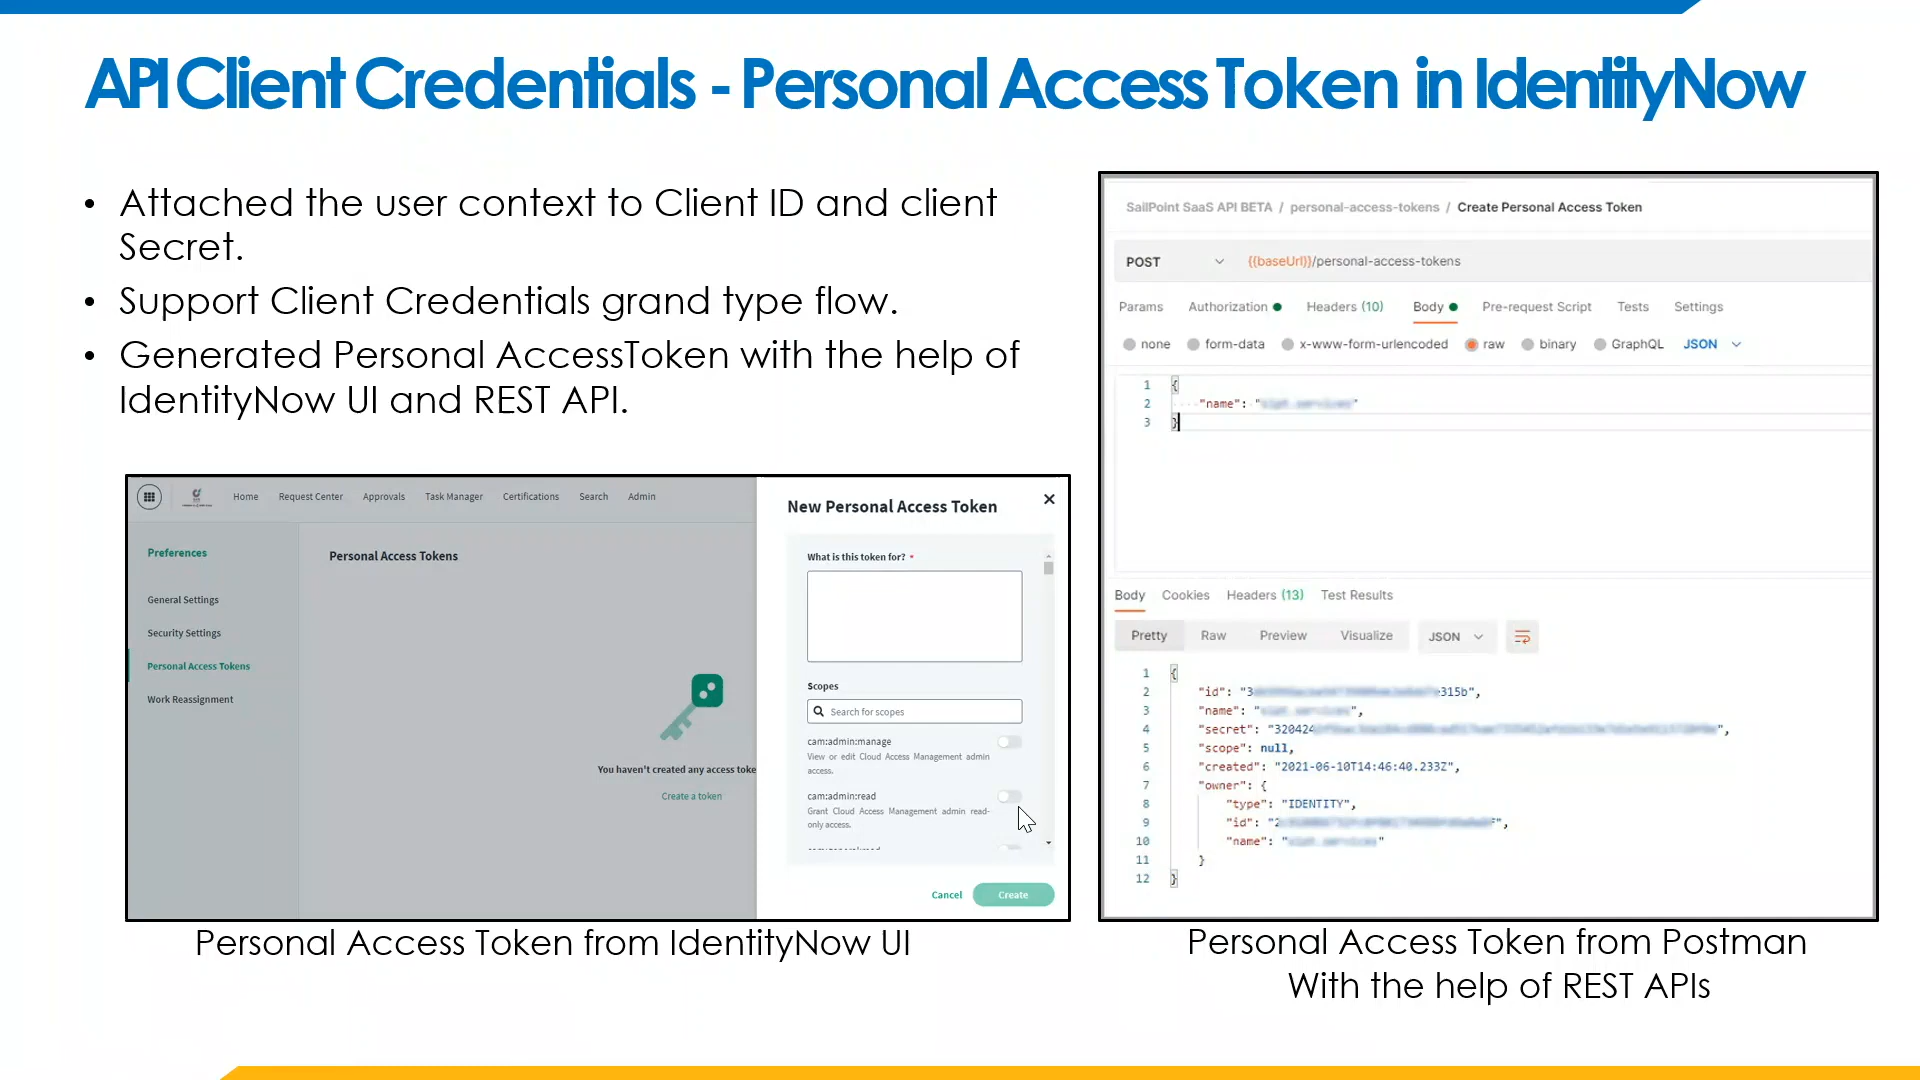 API Client Credentials - Personal Access Token in IdentityNow
• Attached the user context to Client ID and client
Secret.
• Support Client Credentials grand type flow.
• Generated Personal AccessToken with the help of
IdentityNow UI and REST API.
Home Request Center Approvals Task Manager Certifications Search Admin
Preferences
General Settings
Security Settings
Personal Access Tokens
Work Reassignment
Personal Access Tokens
You haven't created any access toke
Create a token
New Personal Access Token
What is this token for? *
Scopes
Search for scopes
cam:admin:manage
View or edit Cloud Access Management admin
access.
cam:admin:read
Grant Cloud Access Management admin read-
only access.
Cancel Create
Personal Access Token from IdentityNow UI
SailPoint SaaS API BETA / personal-access-tokens / Create Personal Access Token
POST {{baseUrl}}/personal-access-tokens
Params Authorization Headers (10) Body Pre-request Script Tests Settings
none form-data x-www-form-urlencoded raw binary GraphQL JSON
1 {
2 "name": "
3 }
Body Cookies Headers (13) Test Results
Pretty Raw Preview Visualize JSON
1 {
2 "id": "3 315b",
3 "name": " ",
4 "secret": "320424 ",
5 "scope": null,
6 "created": "2021-06-10T14:46:40.233Z",
7 "owner": {
8 "type": "IDENTITY",
9 "id": "2 ",
10 "name": " "
11 }
12 }
Personal Access Token from Postman
With the help of REST APIs